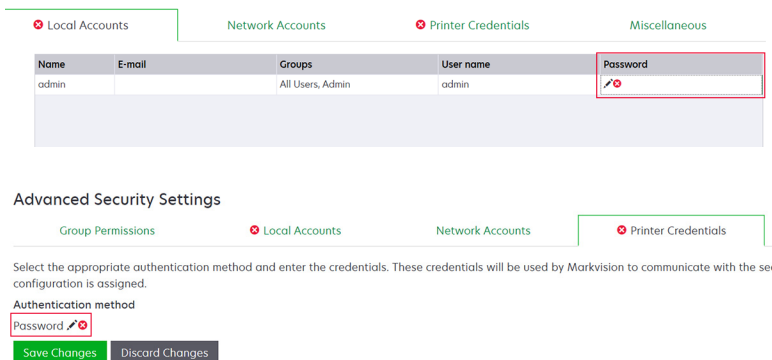 Local Accounts Network Accounts Printer Credentials Miscellaneous
Name E-mail Groups User name Password
admin All Users, Admin admin
Advanced Security Settings
Group Permissions Local Accounts Network Accounts Printer Credentials
Select the appropriate authentication method and enter the credentials. These credentials will be used by Markvision to communicate with the sec
configuration is assigned.
Authentication method
Password
Save Changes Discard Changes